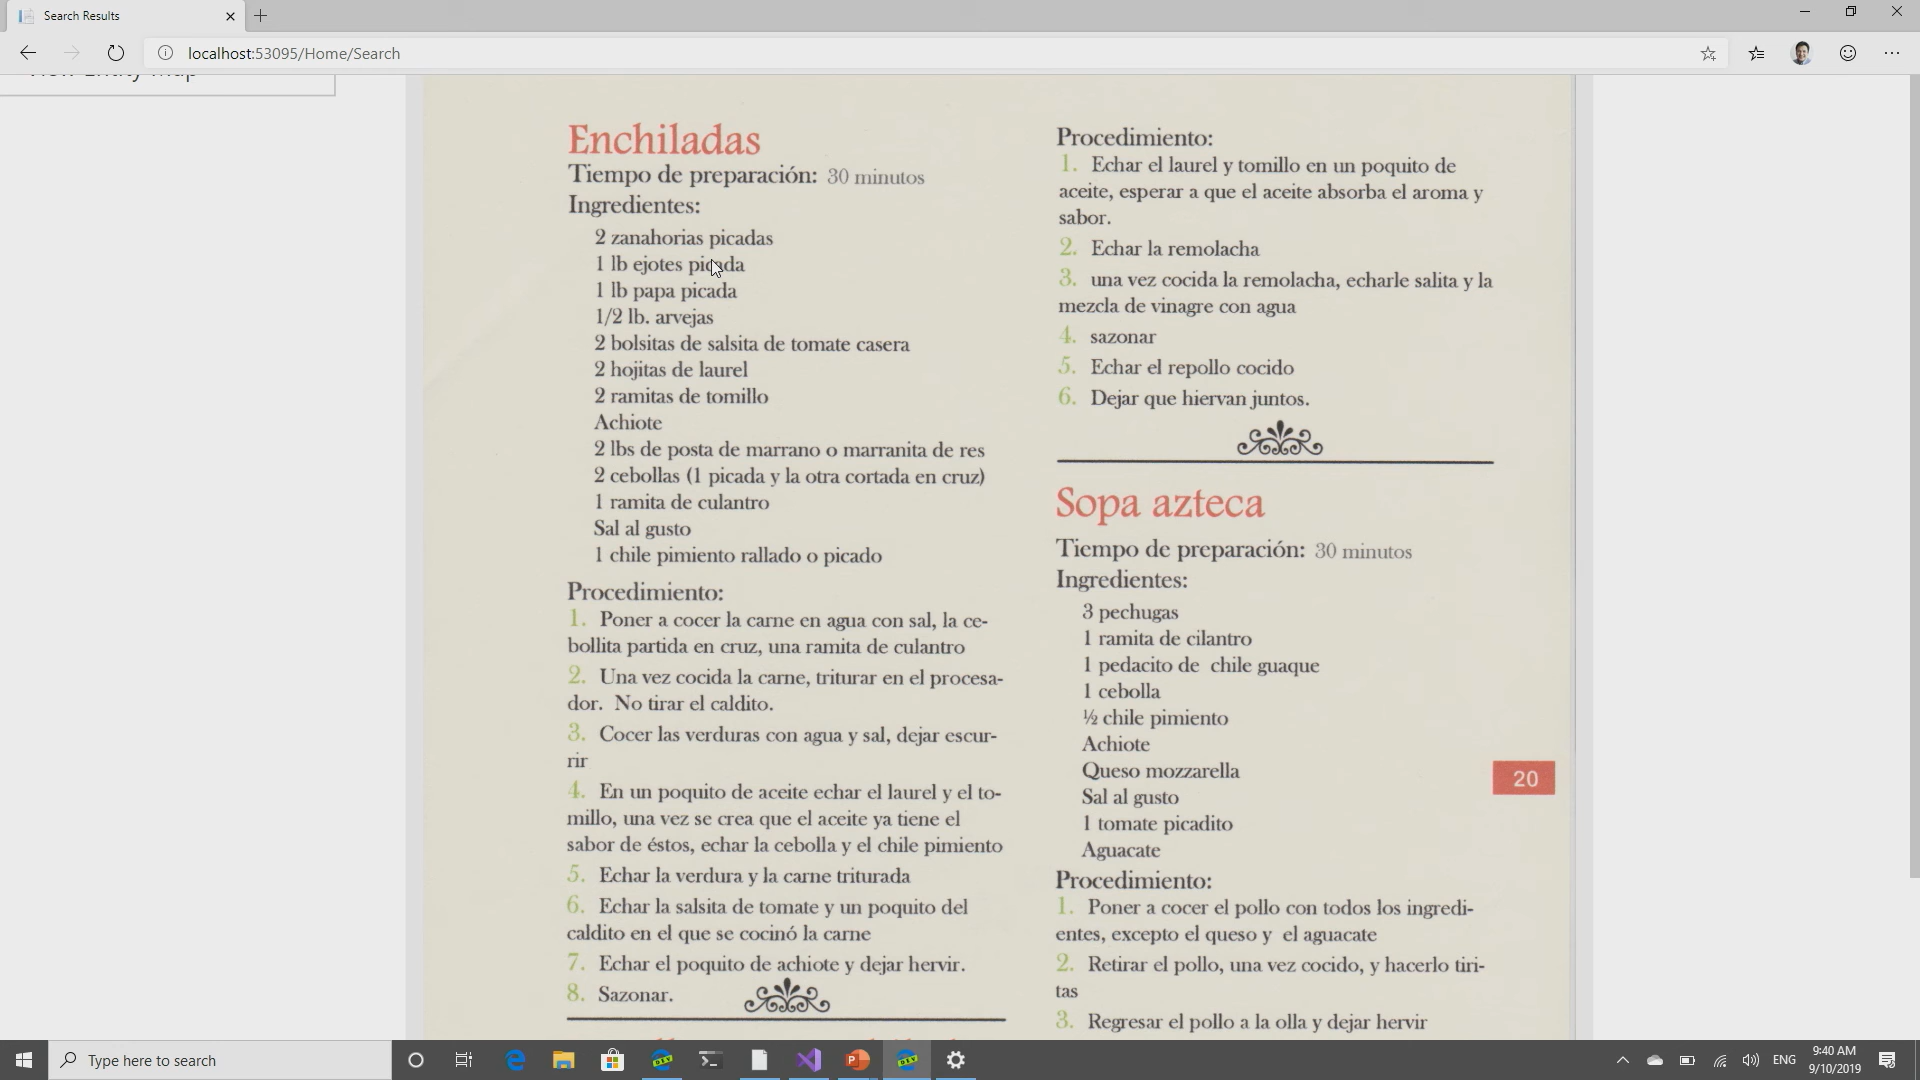 Search Results
localhost:53095/Home/Search
View Entity Map
Enchiladas
Tiempo de preparación: 30 minutos
Ingredientes:
2 zanahorias picadas
1 lb ejotes picada
1 lb papa picada
1/2 lb. arvejas
2 bolsitas de salsita de tomate casera
2 hojitas de laurel
2 ramitas de tomillo
Achiote
2 lbs de posta de marrano o marranita de res
2 cebollas (1 picada y la otra cortada en cruz)
1 ramita de culantro
Sal al gusto
1 chile pimiento rallado o picado
Procedimiento:
1. Poner a cocer la carne en agua con sal, la ce-
bollita partida en cruz, una ramita de culantro
2. Una vez cocida la carne, triturar en el procesa-
dor. No tirar el caldito.
3. Cocer las verduras con agua y sal, dejar escur-
rir
4. En un poquito de aceite echar el laurel y el to-
millo, una vez se crea que el aceite ya tiene el
sabor de éstos, echar la cebolla y el chile pimiento
5. Echar la verdura y la carne triturada
6. Echar la salsita de tomate y un poquito del
caldito en el que se cocinó la carne
7. Echar el poquito de achiote y dejar hervir.
8. Sazonar.
Procedimiento:
1. Echar el laurel y tomillo en un poquito de
aceite, esperar a que el aceite absorba el aroma y
sabor.
2. Echar la remolacha
3. una vez cocida la remolacha, echarle salita y la
mezcla de vinagre con agua
4. sazonar
5. Echar el repollo cocido
6. Dejar que hiervan juntos.
Sopa azteca
Tiempo de preparación: 30 minutos
Ingredientes:
3 pechugas
1 ramita de cilantro
1 pedacito de chile guaque
1 cebolla
½ chile pimiento
Achiote
Queso mozzarella
Sal al gusto
1 tomate picadito
Aguacate
Procedimiento:
1. Poner a cocer el pollo con todos los ingredi-
entes, excepto el queso y el aguacate
2. Retirar el pollo, una vez cocido, y hacerlo tiri-
tas
3. Regresar el pollo a la olla y dejar hervir
20
Type here to search
DEV
DEV
ENG
9:40 AM
9/10/2019